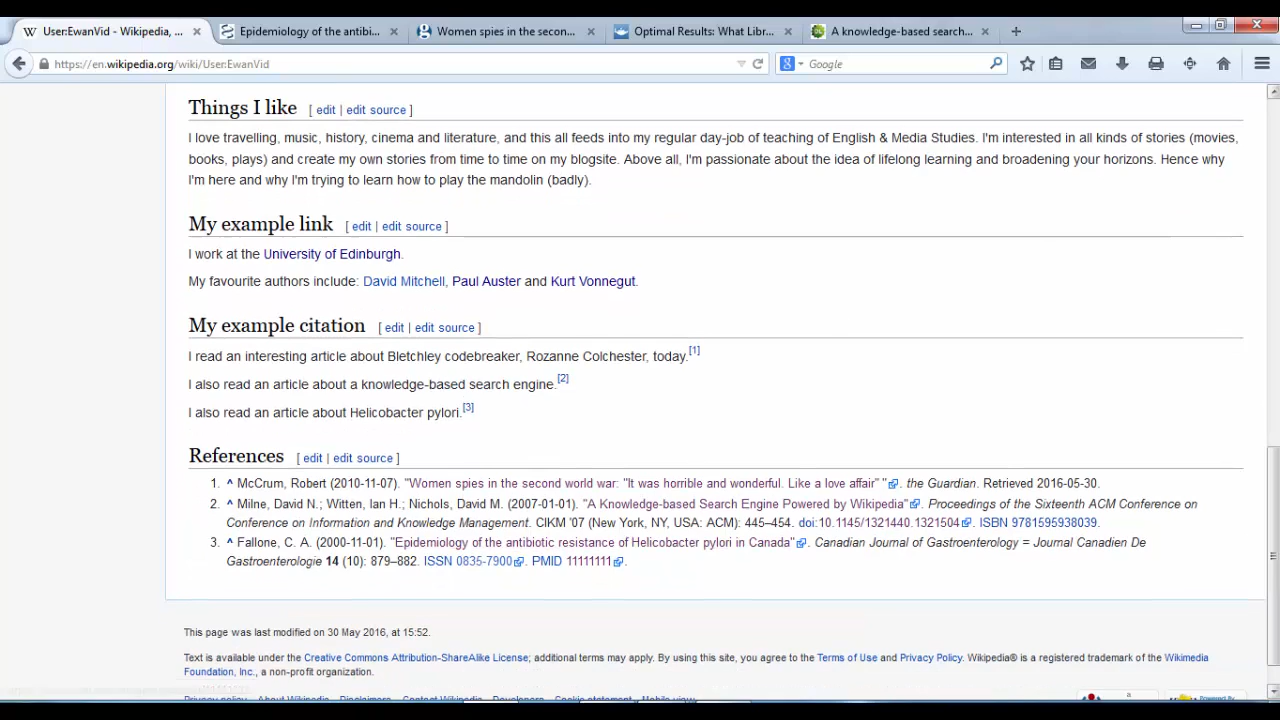 User:EwanVid - Wikipedia, ...
Epidemiology of the antibi...
Women spies in the secon...
Optimal Results: What Libr...
A knowledge-based search...
https://en.wikipedia.org/wiki/User:EwanVid
Google
Things I like [ edit | edit source ]
I love travelling, music, history, cinema and literature, and this all feeds into my regular day-job of teaching of English & Media Studies. I'm interested in all kinds of stories (movies,
books, plays) and create my own stories from time to time on my blogsite. Above all, I'm passionate about the idea of lifelong learning and broadening your horizons. Hence why
I'm here and why I'm trying to learn how to play the mandolin (badly).
My example link [ edit | edit source ]
I work at the University of Edinburgh.
My favourite authors include: David Mitchell, Paul Auster and Kurt Vonnegut.
My example citation [ edit | edit source ]
I read an interesting article about Bletchley codebreaker, Rozanne Colchester, today.[1]
I also read an article about a knowledge-based search engine.[2]
I also read an article about Helicobacter pylori.[3]
References [ edit | edit source ]
1. ^ McCrum, Robert (2010-11-07). "Women spies in the second world war: "It was horrible and wonderful. Like a love affair" ". the Guardian. Retrieved 2016-05-30.
2. ^ Milne, David N.; Witten, Ian H.; Nichols, David M. (2007-01-01). "A Knowledge-based Search Engine Powered by Wikipedia". Proceedings of the Sixteenth ACM Conference on
Conference on Information and Knowledge Management. CIKM '07 (New York, NY, USA: ACM): 445–454. doi:10.1145/1321440.1321504. ISBN 9781595938039.
3. ^ Fallone, C. A. (2000-11-01). "Epidemiology of the antibiotic resistance of Helicobacter pylori in Canada". Canadian Journal of Gastroenterology = Journal Canadien De
Gastroenterologie 14 (10): 879–882. ISSN 0835-7900. PMID 11111111.
This page was last modified on 30 May 2016, at 15:52.
Text is available under the Creative Commons Attribution-ShareAlike License; additional terms may apply. By using this site, you agree to the Terms of Use and Privacy Policy. Wikipedia® is a registered trademark of the Wikimedia
Foundation, Inc., a non-profit organization.
Privacy policy About Wikipedia Disclaimers Contact Wikipedia Developers Cookie statement Mobile view